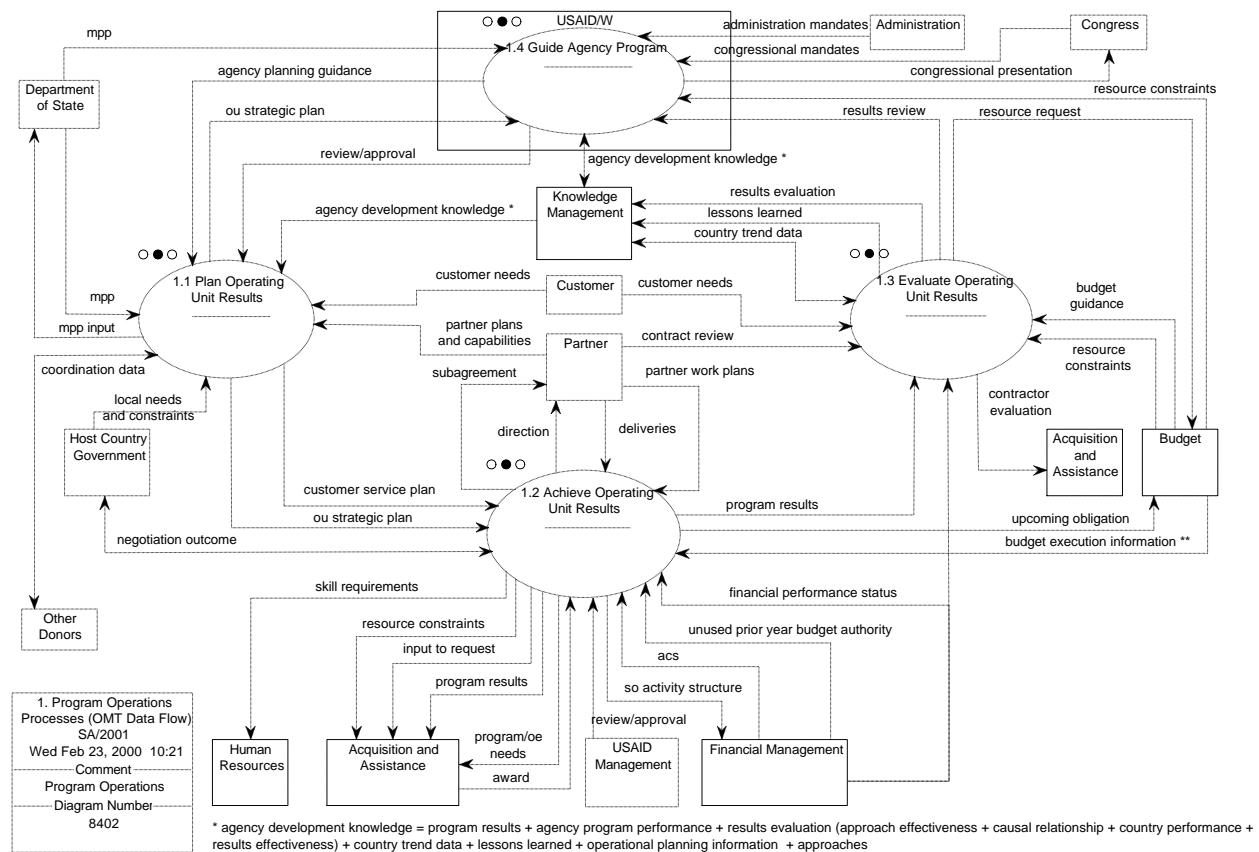 USAID/W
mpp
administration mandates
Administration
Congress
1.4 Guide Agency Program
congressional mandates
agency planning guidance
congressional presentation
Department
of State
resource constraints
ou strategic plan
results review
resource request
review/approval
agency development knowledge *
Knowledge
Management
results evaluation
agency development knowledge *
lessons learned
country trend data
1.1 Plan Operating
Unit Results
customer needs
Customer
customer needs
1.3 Evaluate Operating
Unit Results
budget
guidance
mpp
mpp input
partner plans
and capabilities
Partner
contract review
resource
constraints
coordination data
subagreement
partner work plans
local needs
and constraints
contractor
evaluation
Host Country
Government
direction
deliveries
Acquisition
and
Assistance
Budget
customer service plan
1.2 Achieve Operating
Unit Results
program results
ou strategic plan
upcoming obligation
negotiation outcome
budget execution information **
skill requirements
financial performance status
Other
Donors
resource constraints
unused prior year budget authority
input to request
acs
program results
so activity structure
1. Program Operations
Processes (OMT Data Flow)
SA/2001
Wed Feb 23, 2000 10:21
Comment
Program Operations
Diagram Number
8402
review/approval
Human
Resources
Acquisition and
Assistance
program/oe
needs
award
USAID
Management
Financial Management
* agency development knowledge = program results + agency program performance + results evaluation (approach effectiveness + causal relationship + country performance +
results effectiveness) + country trend data + lessons learned + operational planning information + approaches